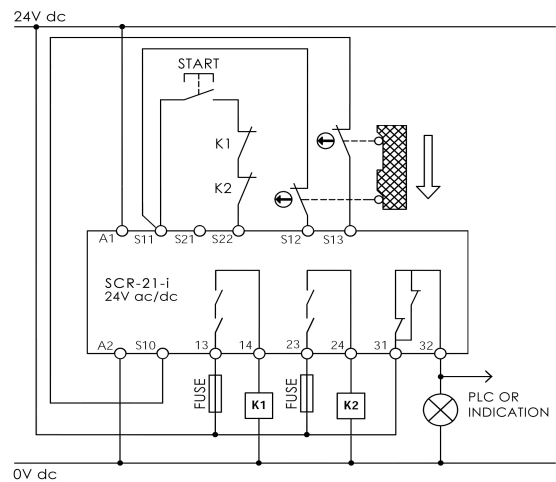 24V dc
START
K1
K2
A1
S11
S21
S22
S12
S13
SCR-21-i
24V ac/dc
A2
S10
13
14
23
24
31
32
FUSE
K1
FUSE
K2
PLC OR
INDICATION
0V dc